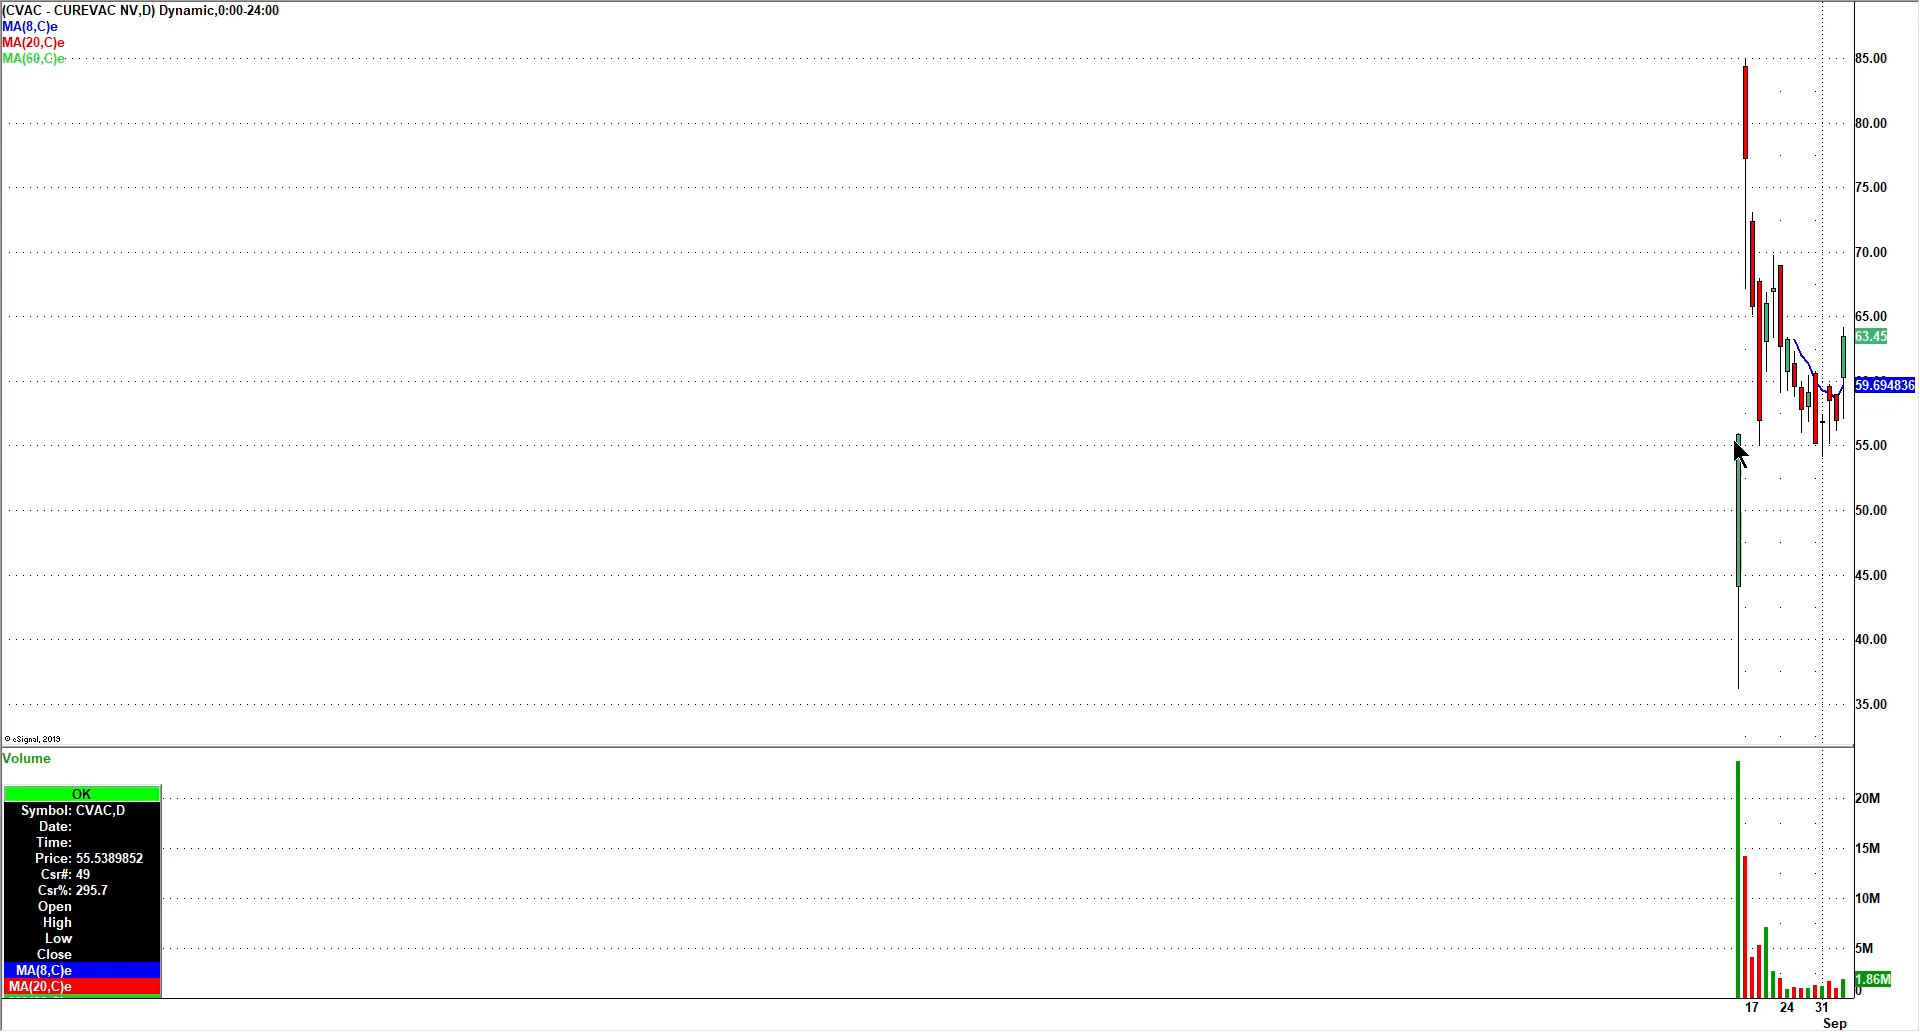 (CVAC - CUREVAC NV,D) Dynamic,0:00-24:00
MA(8,C)e
MA(20,C)e
MA(60,C)e
85.00
80.00
75.00
70.00
65.00
63.45
59.694836
55.00
50.00
45.00
40.00
35.00
© eSignal, 2019
Volume
OK
Symbol: CVAC,D
Date:
Time:
Price: 55.5389852
Csr#: 49
Csr%: 295.7
Open
High
Low
Close
MA(8,C)e
MA(20,C)e
20M
15M
10M
5M
1.86M
0
17 24 31
Sep